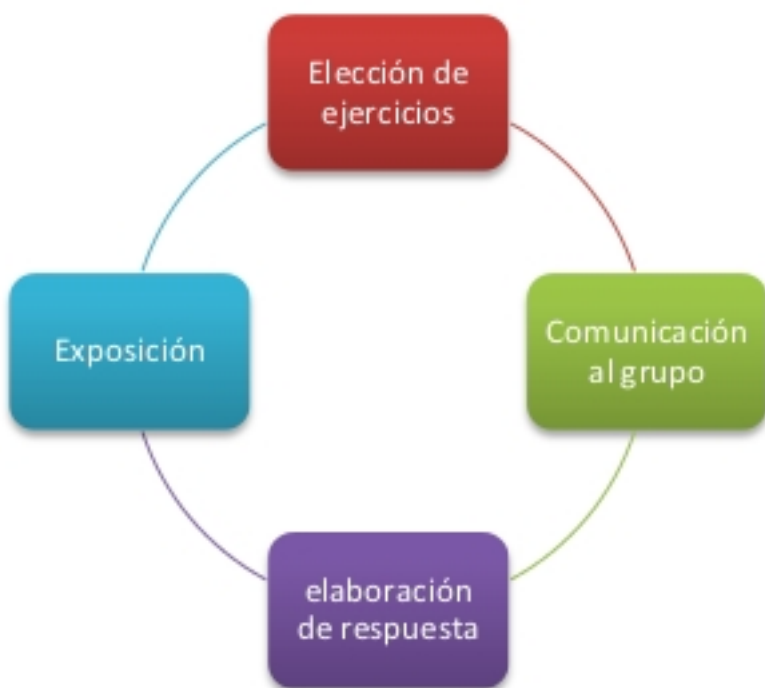 Elección de
ejercicios
Comunicación
al grupo
elaboración
de respuesta
Exposición